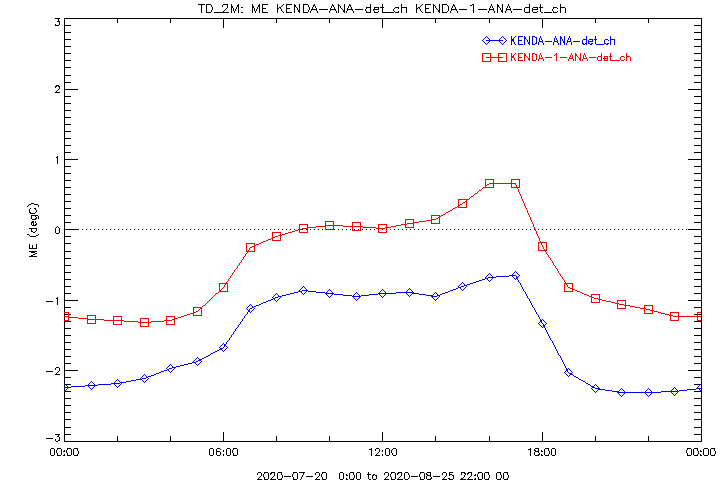 TD_2M: ME KENDA-ANA-det_ch KENDA-1-ANA-det_ch
KENDA-ANA-det_ch
KENDA-1-ANA-det_ch
3
2
1
0
-1
-2
-3
ME (degC)
00:00 06:00 12:00 18:00 00:00
2020-07-20 0:00 to 2020-08-25 22:00 00